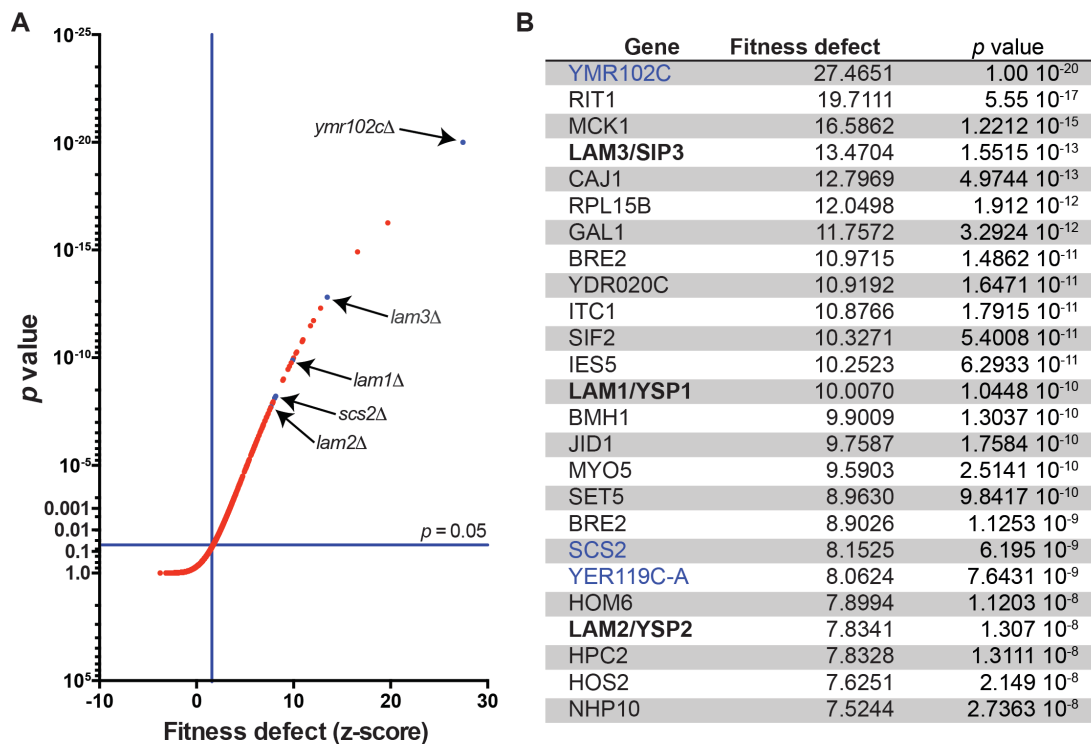 A
10-25
10-20
10-15
10-10
10-5
0.001
0.01
0.1
1.0
105
p value
ymr102cΔ
lam3Δ
lam1Δ
scs2Δ
lam2Δ
p = 0.05
-10 0 10 20 30
Fitness defect (z-score)
B
Gene Fitness defect p value
YMR102C 27.4651 1.00 10-20
RIT1 19.7111 5.55 10-17
MCK1 16.5862 1.2212 10-15
LAM3/SIP3 13.4704 1.5515 10-13
CAJ1 12.7969 4.9744 10-13
RPL15B 12.0498 1.912 10-12
GAL1 11.7572 3.2924 10-12
BRE2 10.9715 1.4862 10-11
YDR020C 10.9192 1.6471 10-11
ITC1 10.8766 1.7915 10-11
SIF2 10.3271 5.4008 10-11
IES5 10.2523 6.2933 10-11
LAM1/YSP1 10.0070 1.0448 10-10
BMH1 9.9009 1.3037 10-10
JID1 9.7587 1.7584 10-10
MYO5 9.5903 2.5141 10-10
SET5 8.9630 9.8417 10-10
BRE2 8.9026 1.1253 10-9
SCS2 8.1525 6.195 10-9
YER119C-A 8.0624 7.6431 10-9
HOM6 7.8994 1.1203 10-8
LAM2/YSP2 7.8341 1.307 10-8
HPC2 7.8328 1.3111 10-8
HOS2 7.6251 2.149 10-8
NHP10 7.5244 2.7363 10-8